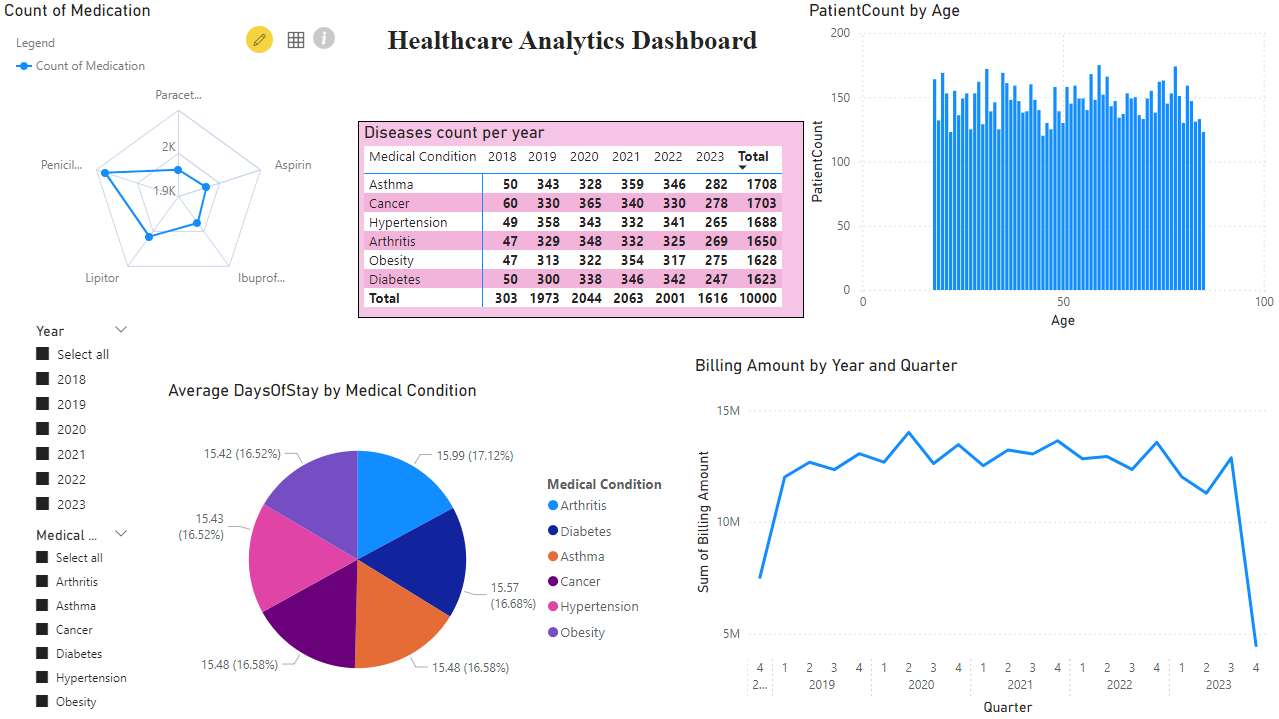 Count of Medication
Legend
Count of Medication
Paracet...
2K
Penicil...
Aspirin
1.9K
Lipitor
Ibuprof...
Healthcare Analytics Dashboard
Diseases count per year
Medical Condition 2018 2019 2020 2021 2022 2023 Total
Asthma 50 343 328 359 346 282 1708
Cancer 60 330 365 340 330 278 1703
Hypertension 49 358 343 332 341 265 1688
Arthritis 47 329 348 332 325 269 1650
Obesity 47 313 322 354 317 275 1628
Diabetes 50 300 338 346 342 247 1623
Total 303 1973 2044 2063 2001 1616 10000
PatientCount by Age
200
150
100
50
0
PatientCount
0 50 100
Age
Year
Select all
2018
2019
2020
2021
2022
2023
Medical ...
Select all
Arthritis
Asthma
Cancer
Diabetes
Hypertension
Obesity
Average DaysOfStay by Medical Condition
15.42 (16.52%)
15.99 (17.12%)
15.43
(16.52%)
15.57
(16.68%)
15.48 (16.58%)
15.48 (16.58%)
Medical Condition
Arthritis
Diabetes
Asthma
Cancer
Hypertension
Obesity
Billing Amount by Year and Quarter
15M
10M
5M
Sum of Billing Amount
4 1 2 3 4 1 2 3 4 1 2 3 4 1 2 3 4 1 2 3 4
2... 2019 2020 2021 2022 2023
Quarter